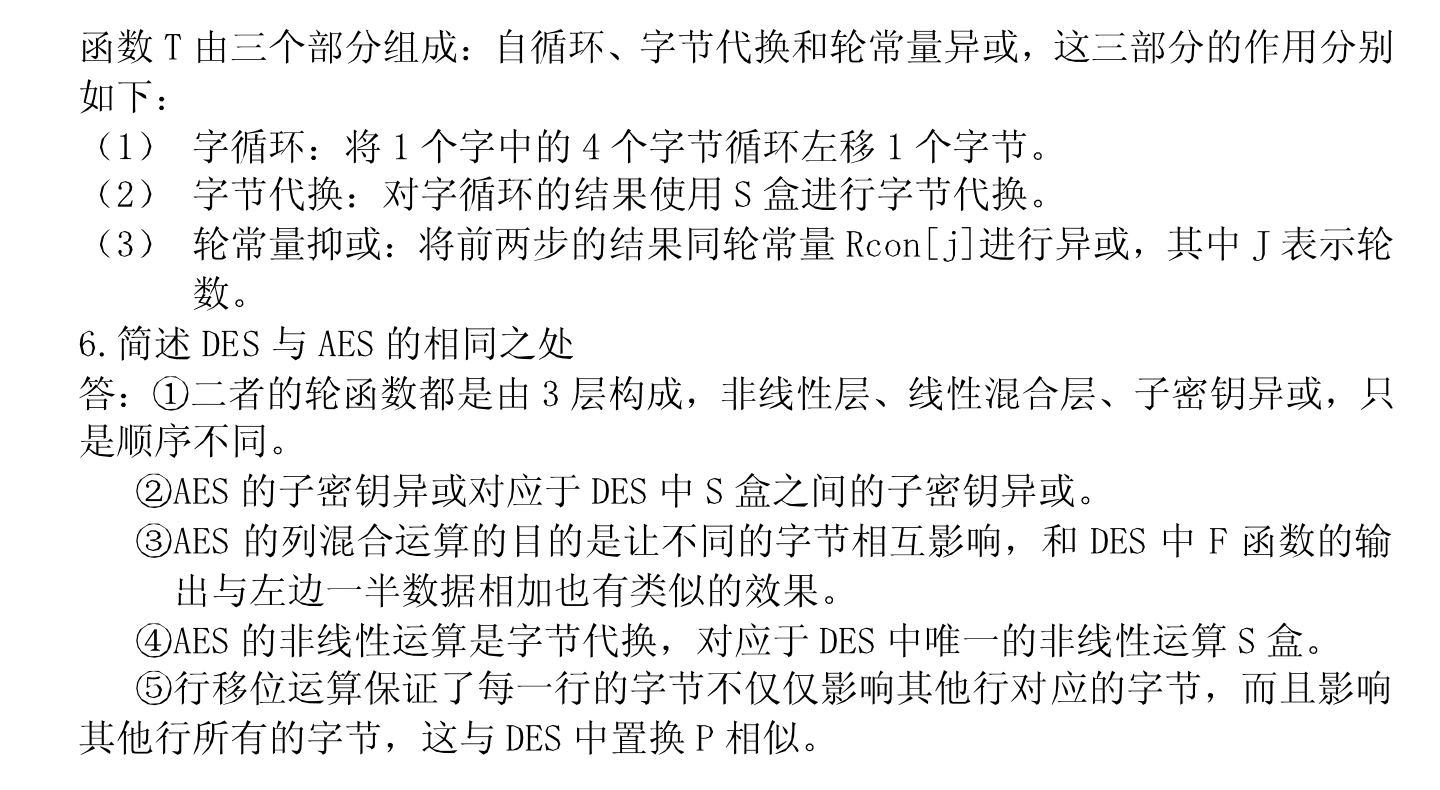 函数 T 由三个部分组成：自循环、字节代换和轮常量异或，这三部分的作用分别
如下：
（1） 字循环：将 1 个字中的 4 个字节循环左移 1 个字节。
（2） 字节代换：对字循环的结果使用 S 盒进行字节代换。
（3） 轮常量抑或：将前两步的结果同轮常量 Rcon[j]进行异或，其中 J 表示轮
数。
6.简述 DES 与 AES 的相同之处
答：①二者的轮函数都是由 3 层构成，非线性层、线性混合层、子密钥异或，只
是顺序不同。
②AES 的子密钥异或对应于 DES 中 S 盒之间的子密钥异或。
③AES 的列混合运算的目的是让不同的字节相互影响，和 DES 中 F 函数的输
出与左边一半数据相加也有类似的效果。
④AES 的非线性运算是字节代换，对应于 DES 中唯一的非线性运算 S 盒。
⑤行移位运算保证了每一行的字节不仅仅影响其他行对应的字节，而且影响
其他行所有的字节，这与 DES 中置换 P 相似。